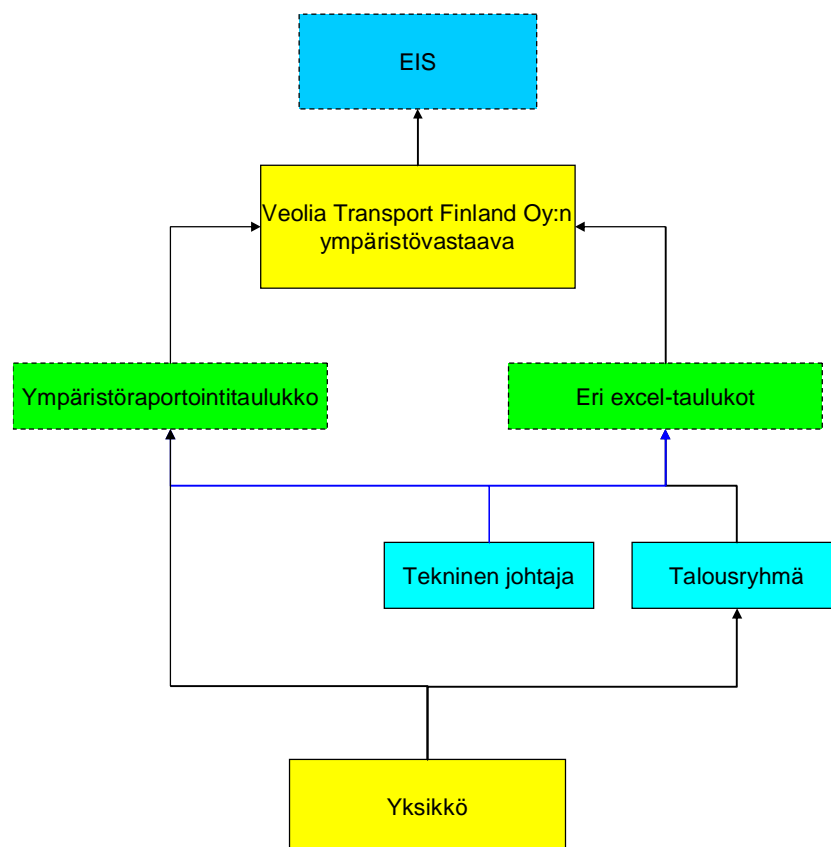 EIS
Veolia Transport Finland Oy:n
ympäristövastaava
Ympäristöraportointitaulukko
Eri excel-taulukot
Tekninen johtaja
Talousryhmä
Yksikkö